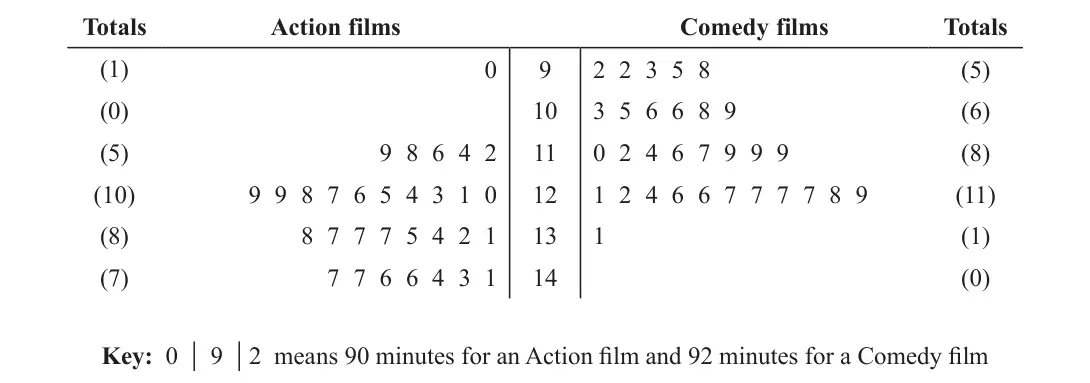 Totals Action films Comedy films Totals
(1) 0 9 2 2 3 5 8 (5)
(0) 10 3 5 6 6 8 9 (6)
(5) 9 8 6 4 2 11 0 2 4 6 7 9 9 9 (8)
(10) 9 9 8 7 6 5 4 3 1 0 12 1 2 4 6 6 7 7 7 7 8 9 (11)
(8) 8 7 7 7 5 4 2 1 13 1 (1)
(7) 7 7 6 6 4 3 1 14 (0)
Key: 0 | 9 | 2 means 90 minutes for an Action film and 92 minutes for a Comedy film